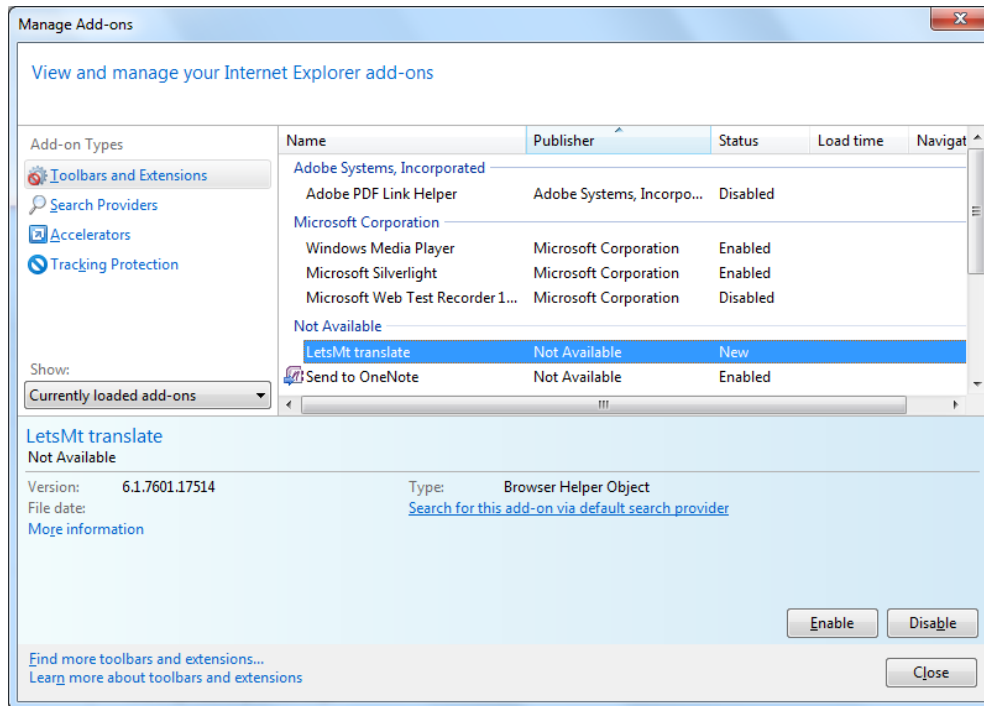 Manage Add-ons
View and manage your Internet Explorer add-ons
Add-on Types
Toolbars and Extensions
Search Providers
Accelerators
Tracking Protection
Show:
Currently loaded add-ons
Name Publisher Status Load time Navigat
Adobe Systems, Incorporated
Adobe PDF Link Helper Adobe Systems, Incorpo... Disabled
Microsoft Corporation
Windows Media Player Microsoft Corporation Enabled
Microsoft Silverlight Microsoft Corporation Enabled
Microsoft Web Test Recorder 1... Microsoft Corporation Disabled
Not Available
LetsMt translate Not Available New
Send to OneNote Not Available Enabled
LetsMt translate
Not Available
Version: 6.1.7601.17514 Type: Browser Helper Object
File date: Search for this add-on via default search provider
More information
Enable Disable
Find more toolbars and extensions...
Learn more about toolbars and extensions
Close